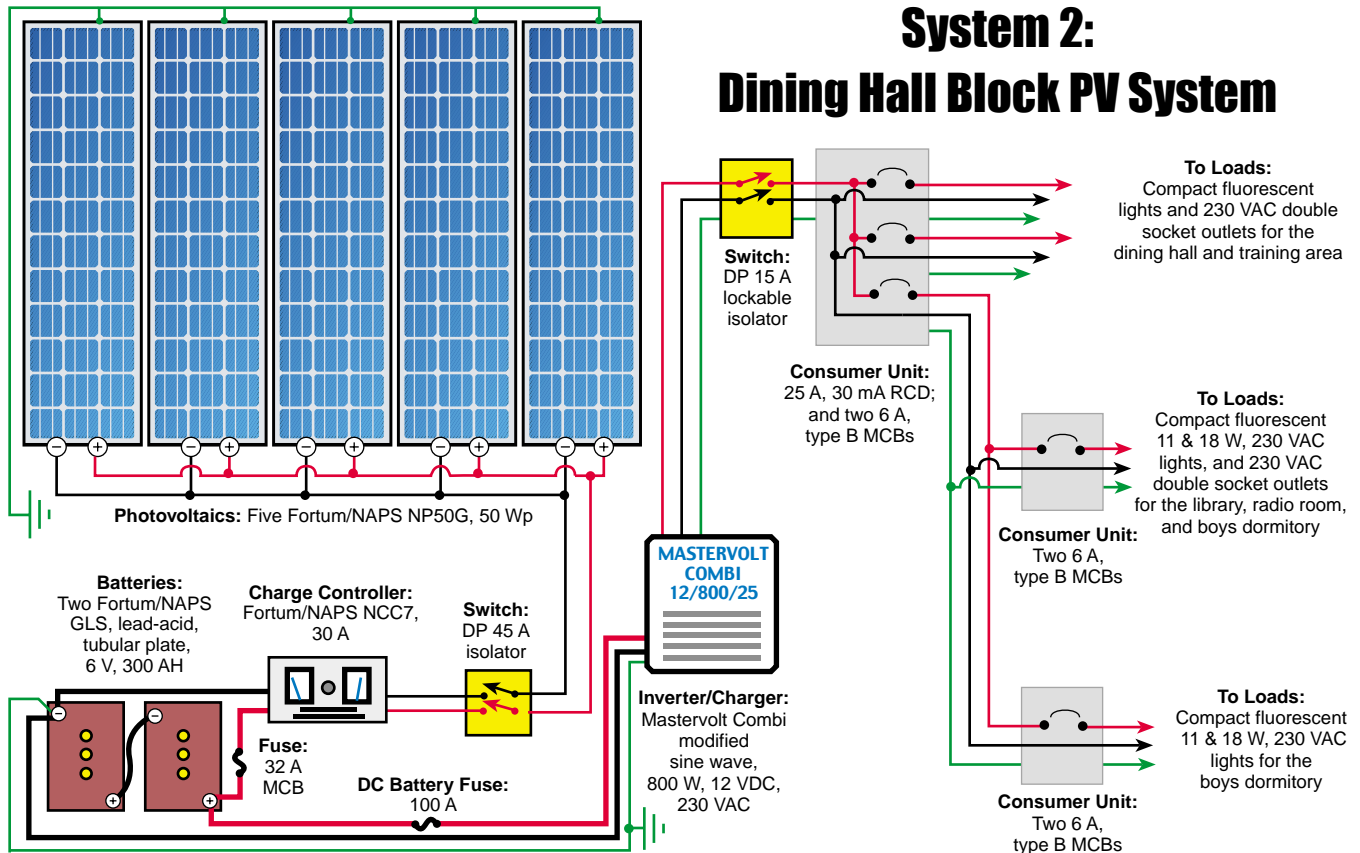 System 2:
Dining Hall Block PV System
To Loads:
Compact fluorescent
lights and 230 VAC double
socket outlets for the
dining hall and training area
Switch:
DP 15 A
lockable
isolator
Consumer Unit:
25 A, 30 mA RCD;
and two 6 A,
type B MCBs
To Loads:
Compact fluorescent
11 & 18 W, 230 VAC
lights, and 230 VAC
double socket outlets
for the library, radio room,
and boys dormitory
Consumer Unit:
Two 6 A,
type B MCBs
− + − + − + − + − +
Photovoltaics: Five Fortum/NAPS NP50G, 50 Wp
MASTERVOLT
COMBI
12/800/25
Batteries:
Two Fortum/NAPS
GLS, lead-acid,
tubular plate,
6 V, 300 AH
Charge Controller:
Fortum/NAPS NCC7,
30 A
Switch:
DP 45 A
isolator
Inverter/Charger:
Mastervolt Combi
modified
sine wave,
800 W, 12 VDC,
230 VAC
− −
+ +
Fuse:
32 A
MCB
DC Battery Fuse:
100 A
To Loads:
Compact fluorescent
11 & 18 W, 230 VAC
lights for the
boys dormitory
Consumer Unit:
Two 6 A,
type B MCBs